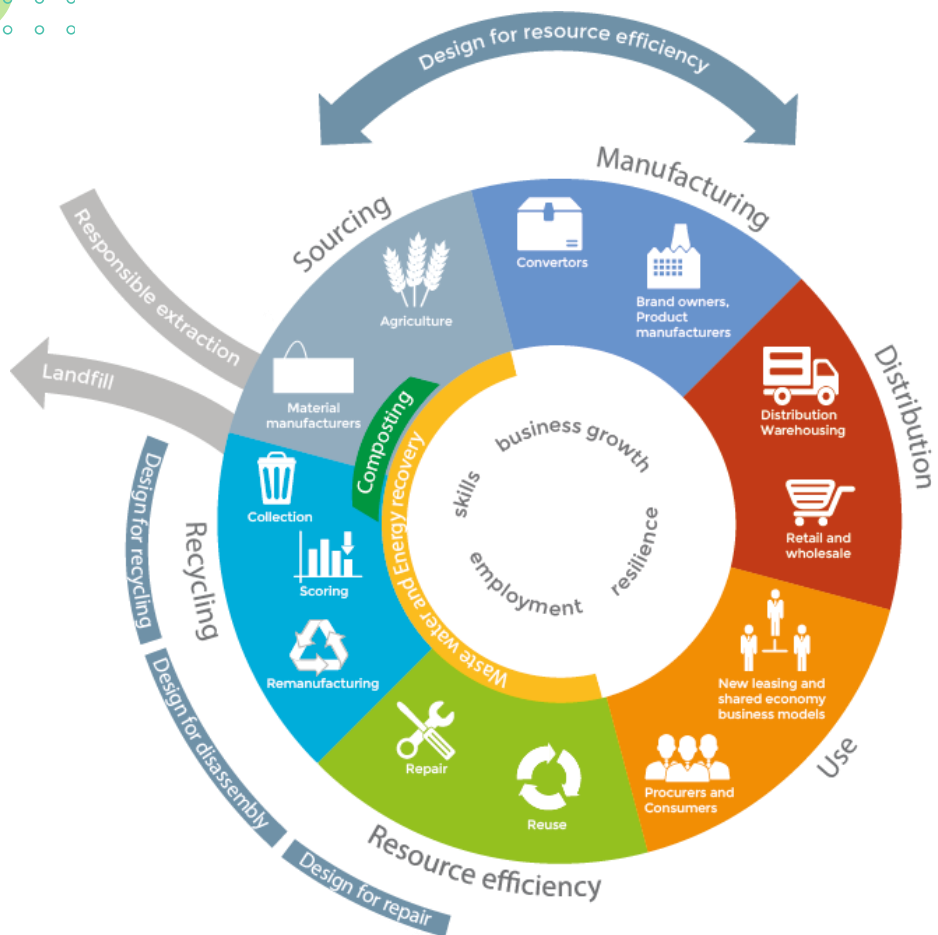 Design for resource efficiency
Manufacturing
Sourcing
Convertors
Brand owners,
Product
manufacturers
Agriculture
Responsible extraction
Landfill
Material
manufacturers
Distribution
Distribution
Warehousing
Retail and
wholesale
Composting
Waste water and Energy recovery
business growth
skills
resilience
employment
Collection
Scoring
Remanufacturing
Recycling
Design for recycling
Design for disassembly
Design for repair
New leasing and
shared economy
business models
Procurers and
Consumers
Use
Repair
Reuse
Resource efficiency